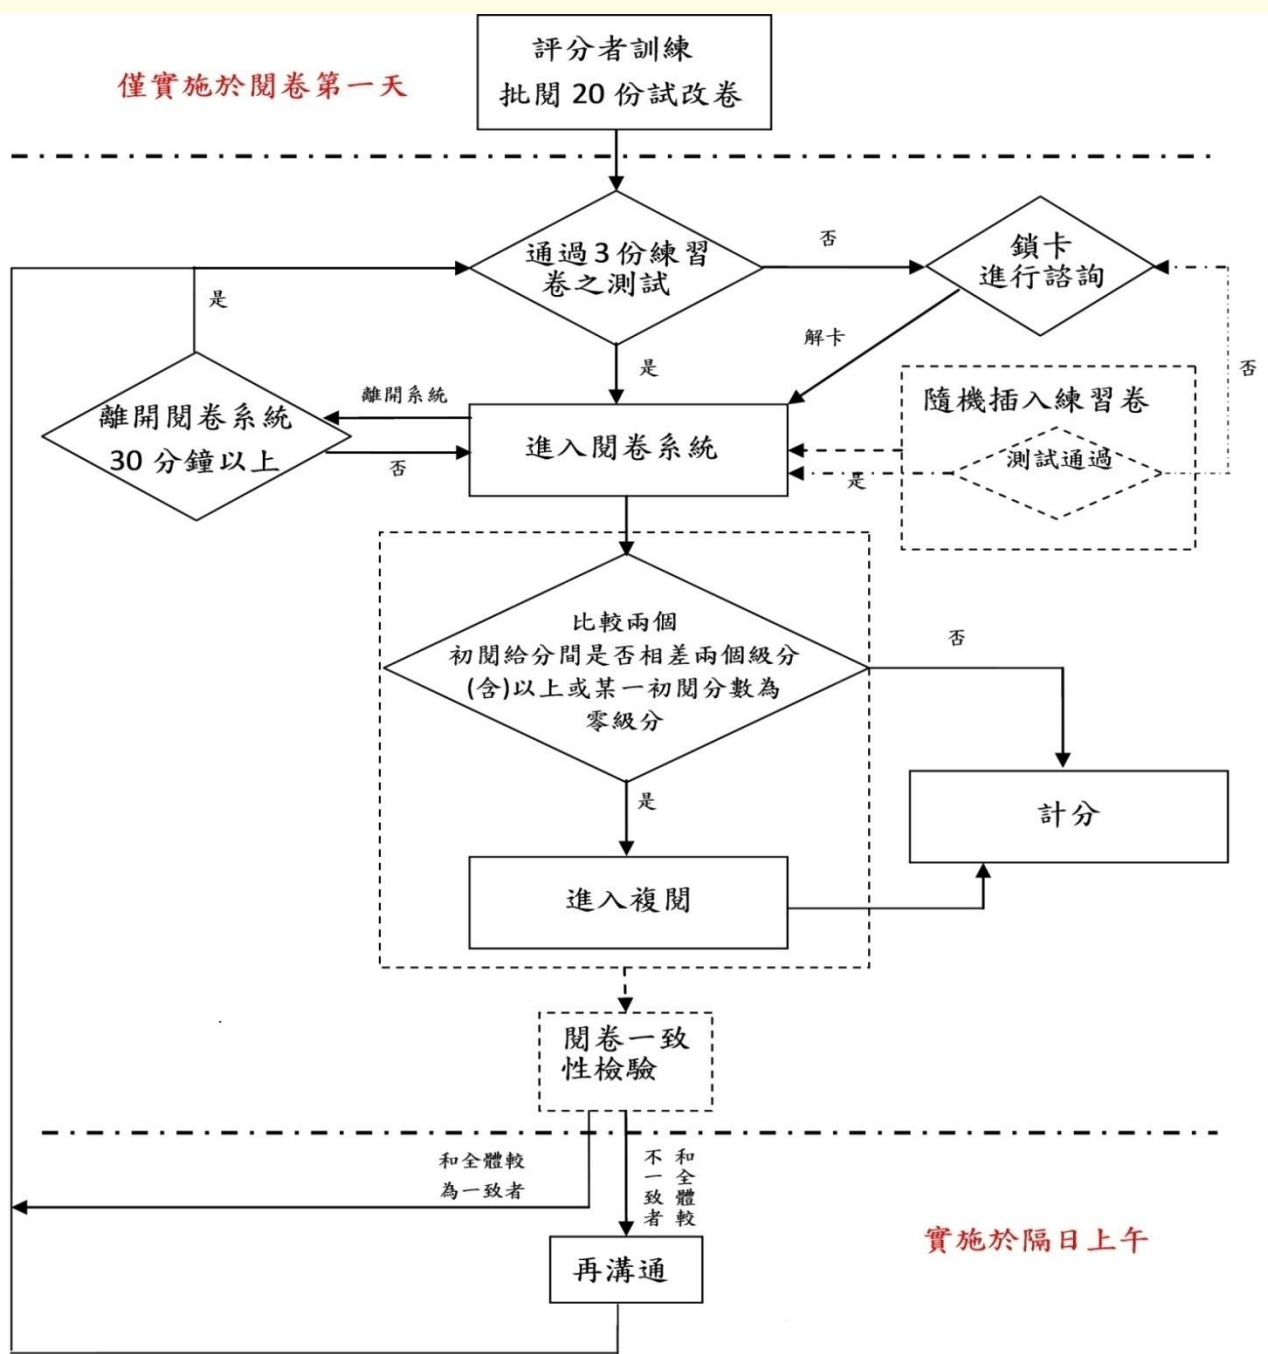 評分者訓練
批閱 20 份試改卷
僅實施於閱卷第一天
通過 3 份練習
卷之測試
否
鎖卡
進行諮詢
是
解卡
是
否
離開閱卷系統
30 分鐘以上
離開系統
否
進入閱卷系統
隨機插入練習卷
測試通過
是
比較兩個
初閱給分間是否相差兩個級分
(含)以上或某一初閱分數為
零級分
否
是
計分
進入複閱
閱卷一致
性檢驗
和全體較
為一致者
和全體較
不一致者
實施於隔日上午
再溝通